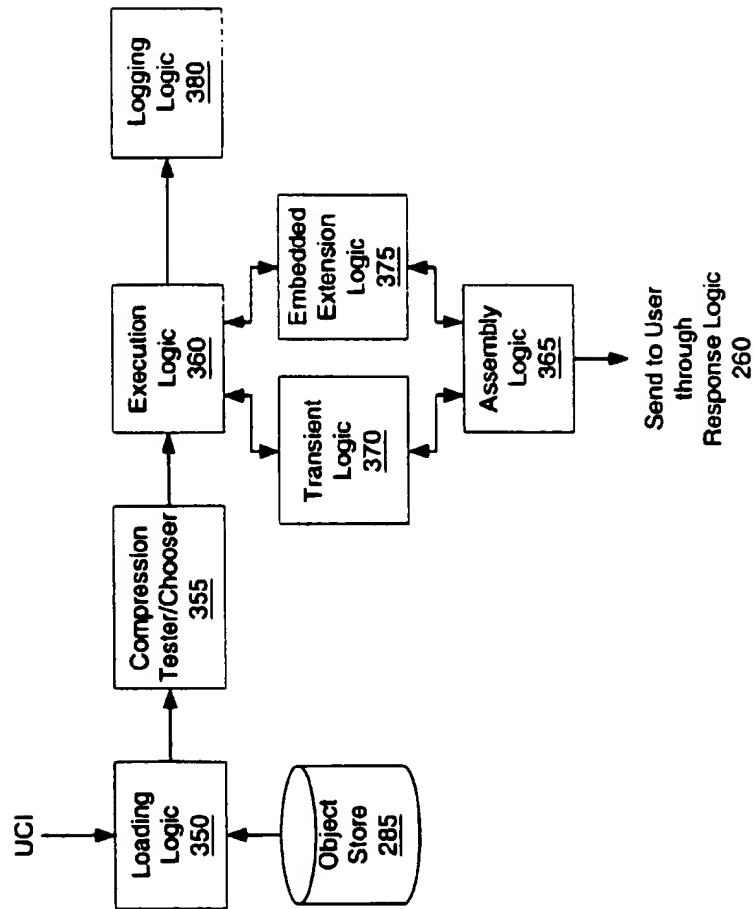 UCI
Loading
Logic
350
Object
Store
285
Compression
Tester/Chooser
355
Execution
Logic
360
Logging
Logic
380
Transient
Logic
370
Embedded
Extension
Logic
375
Assembly
Logic
365
Send to User
through
Response Logic
260